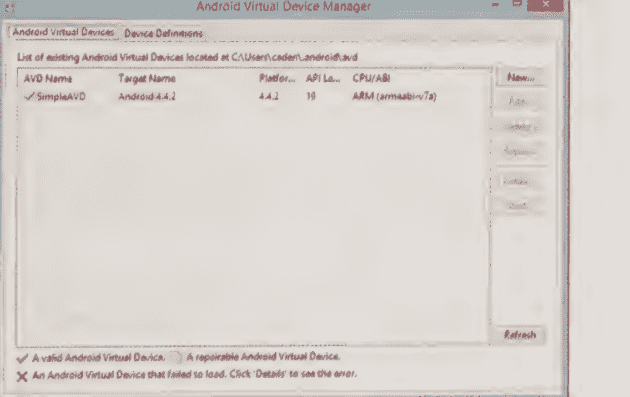 Android Virtual Device Manager
Android Virtual Devices Device Definitions
List of existing Android Virtual Devices located at C:\Users\caden\.android\avd
AVD Name Target Name Platfor... API Le... CPU/ABI New...
SimpleAVD Android 4.4.2 4.4.2 19 ARM (armeabi-v7a)
Refresh
A valid Android Virtual Device. A repairable Android Virtual Device.
An Android Virtual Device that failed to load. Click 'Details' to see the error.